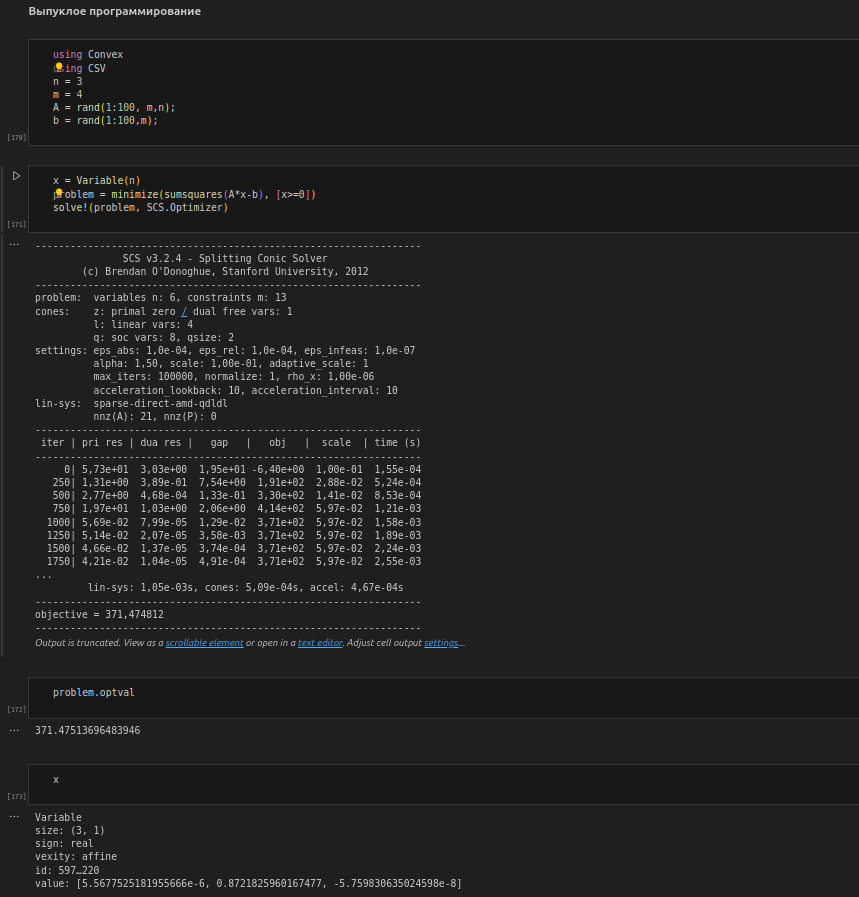 Выпуклое программирование
using Convex
using CSV
n = 3
m = 4
A = rand(1:100, m,n);
b = rand(1:100,m);
[170]
x = Variable(n)
problem = minimize(sumsquares(A*x-b), [x>=0])
solve!(problem, SCS.Optimizer)
[171]
...
------------------------------------------------------------------
               SCS v3.2.4 - Splitting Conic Solver
        (c) Brendan O'Donoghue, Stanford University, 2012
------------------------------------------------------------------
problem:  variables n: 6, constraints m: 13
cones:    z: primal zero / dual free vars: 1
          l: linear vars: 4
          q: soc vars: 8, qsize: 2
settings: eps_abs: 1,0e-04, eps_rel: 1,0e-04, eps_infeas: 1,0e-07
          alpha: 1,50, scale: 1,00e-01, adaptive_scale: 1
          max_iters: 100000, normalize: 1, rho_x: 1,00e-06
          acceleration_lookback: 10, acceleration_interval: 10
lin-sys:  sparse-direct-amd-qdldl
          nnz(A): 21, nnz(P): 0
------------------------------------------------------------------
 iter | pri res | dua res |   gap   |   obj   |  scale  | time (s)
------------------------------------------------------------------
     0| 5,73e+01  3,03e+00  1,95e+01 -6,40e+00  1,00e-01  1,55e-04
   250| 1,31e+00  3,89e-01  7,54e+00  1,91e+02  2,88e-02  5,24e-04
   500| 2,77e+00  4,68e-04  1,33e-01  3,30e+02  1,41e-02  8,53e-04
   750| 1,97e+01  1,03e+00  2,06e+00  4,14e+02  5,97e-02  1,21e-03
  1000| 5,69e-02  7,99e-05  1,29e-02  3,71e+02  5,97e-02  1,58e-03
  1250| 5,14e-02  2,07e-05  3,58e-03  3,71e+02  5,97e-02  1,89e-03
  1500| 4,66e-02  1,37e-05  3,74e-04  3,71e+02  5,97e-02  2,24e-03
  1750| 4,21e-02  1,04e-05  4,91e-04  3,71e+02  5,97e-02  2,55e-03
...
         lin-sys: 1,05e-03s, cones: 5,09e-04s, accel: 4,67e-04s
------------------------------------------------------------------
objective = 371,474812
------------------------------------------------------------------
Output is truncated. View as a scrollable element or open in a text editor. Adjust cell output settings...
problem.optval
[172]
...
371.47513696483946
x
[173]
...
Variable
size: (3, 1)
sign: real
vexity: affine
id: 597…220
value: [5.5677525181955666e-6, 0.8721825960167477, -5.759830635024598e-8]